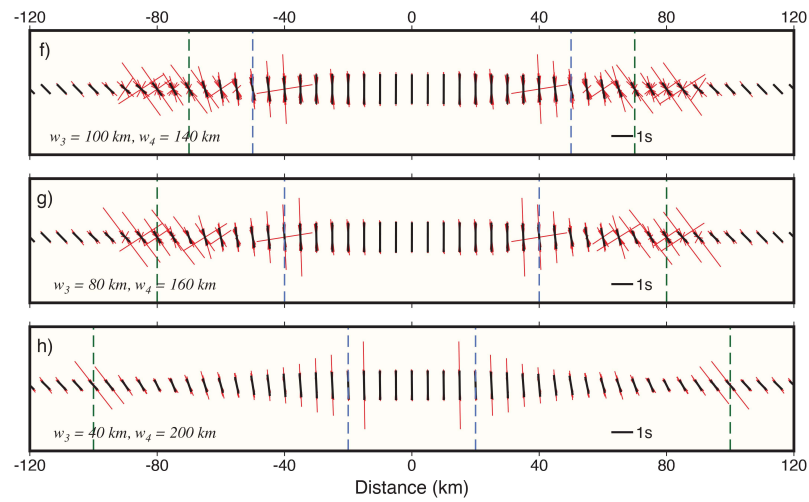 -120 -80 -40 0 40 80 120
f)
w3 = 100 km, w4 = 140 km
1s
g)
w3 = 80 km, w4 = 160 km
1s
h)
w3 = 40 km, w4 = 200 km
1s
-120 -80 -40 0 40 80 120
Distance (km)